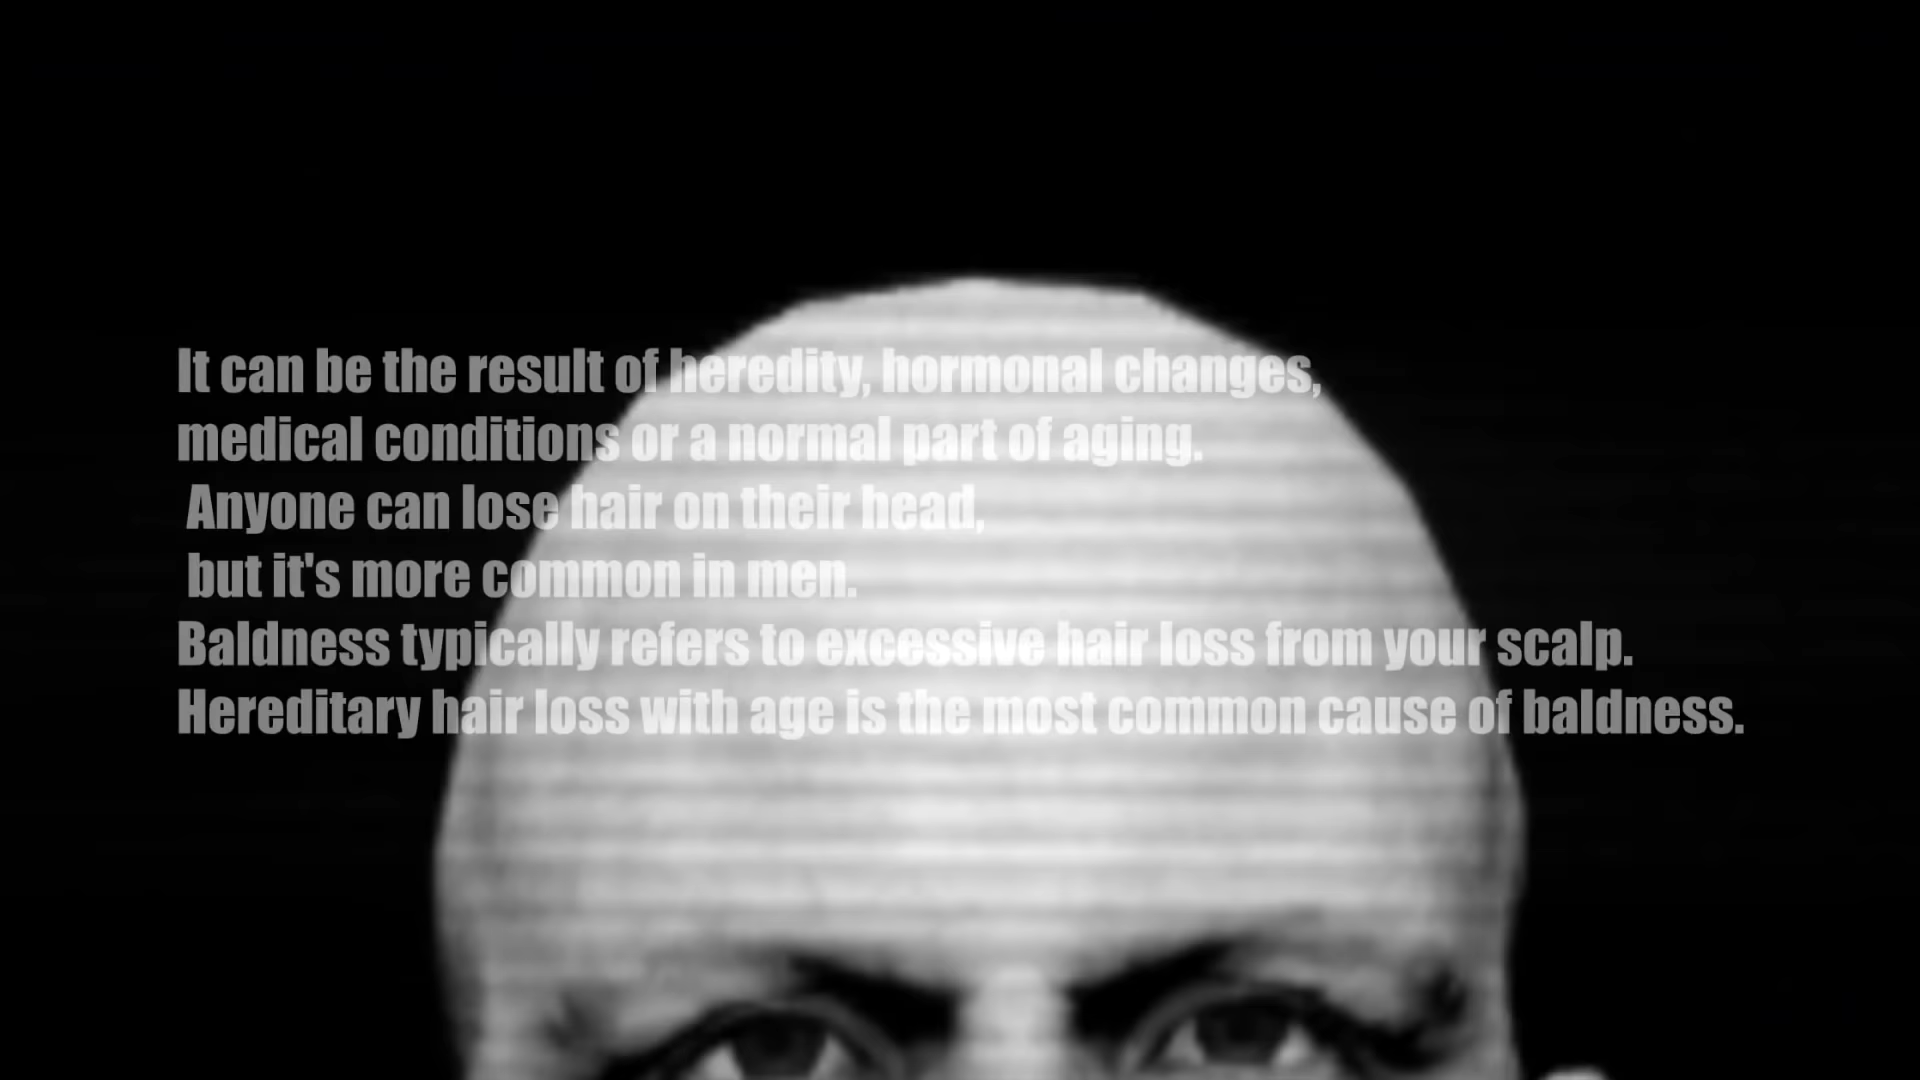 It can be the result of heredity, hormonal changes,
medical conditions or a normal part of aging.
Anyone can lose hair on their head,
but it's more common in men.
Baldness typically refers to excessive hair loss from your scalp.
Hereditary hair loss with age is the most common cause of baldness.